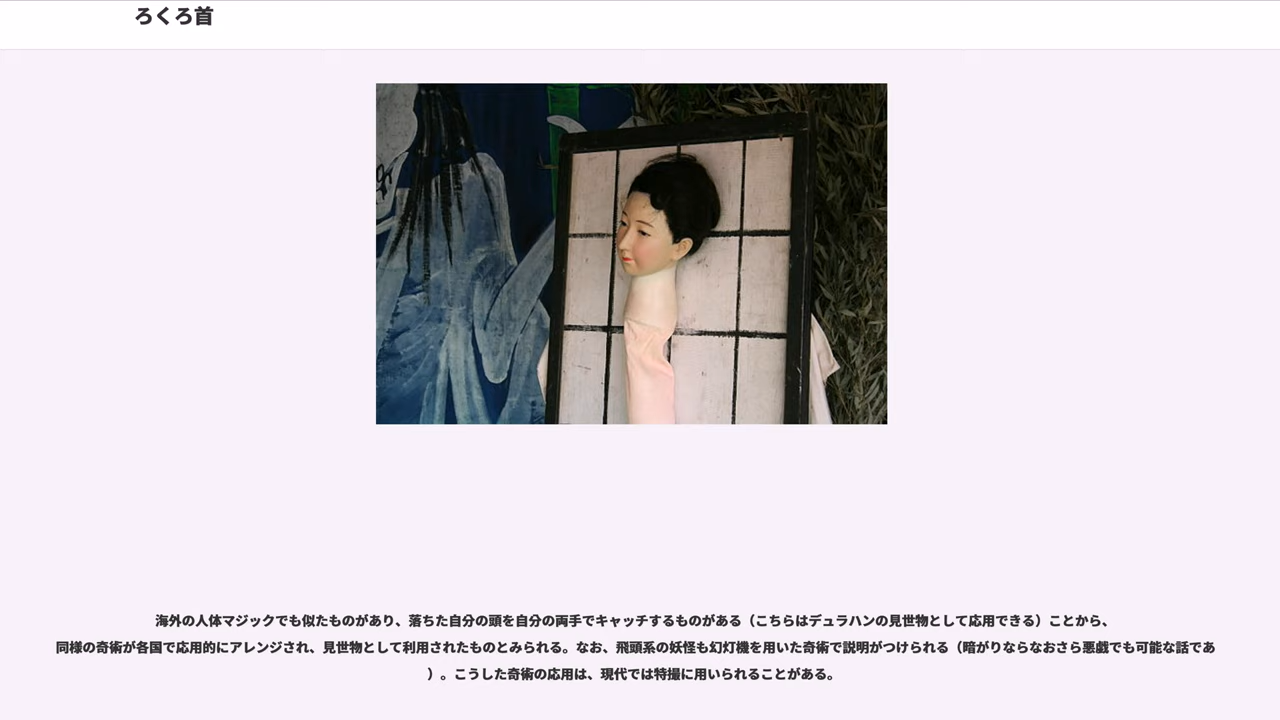 ろくろ首
海外の人体マジックでも似たものがあり、落ちた自分の頭を自分の両手でキャッチするものがある（こちらはデュラハンの見世物として応用できる）ことから、
同様の奇術が各国で応用的にアレンジされ、見世物として利用されたものとみられる。なお、飛頭系の妖怪も幻灯機を用いた奇術で説明がつけられる（暗がりならなおさら悪戯でも可能な話であ
）。こうした奇術の応用は、現代では特撮に用いられることがある。